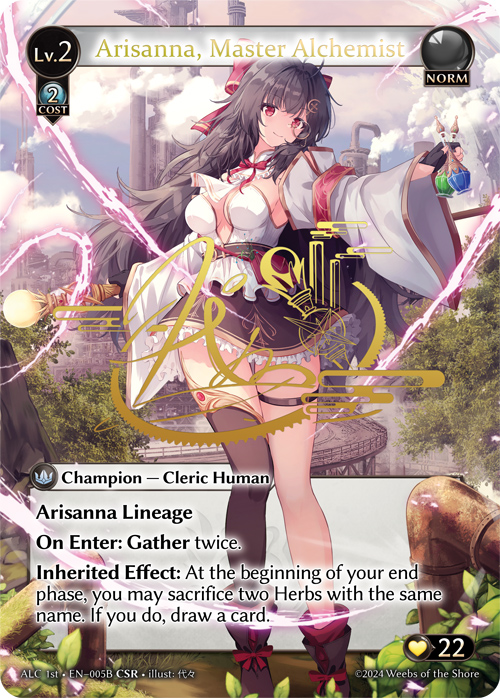 Lv.2
Arisanna, Master Alchemist
NORM
2
COST
Champion — Cleric Human
Arisanna Lineage
On Enter: Gather twice.
Inherited Effect: At the beginning of your end
phase, you may sacrifice two Herbs with the same
name. If you do, draw a card.
22
ALC 1st • EN-005B CSR • illust: 代々
©2024 Weebs of the Shore